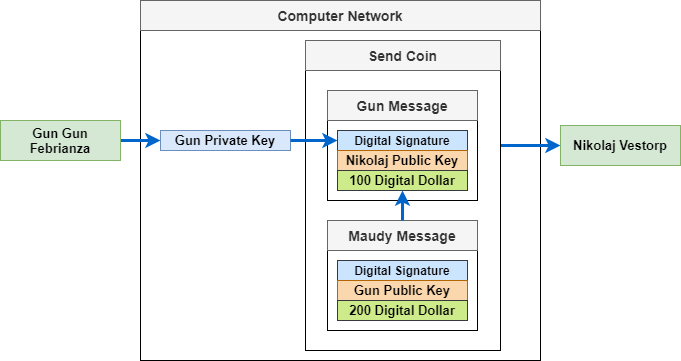 Computer Network
Send Coin
Gun Message
Gun Gun
Febrianza
Gun Private Key
Digital Signature
Nikolaj Public Key
100 Digital Dollar
Nikolaj Vestorp
Maudy Message
Digital Signature
Gun Public Key
200 Digital Dollar